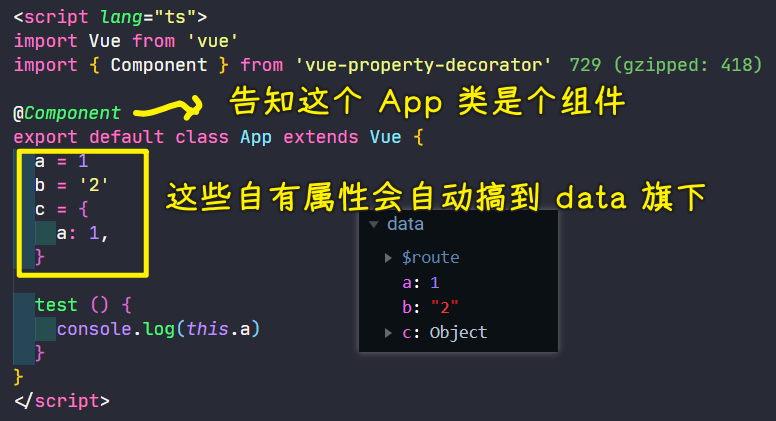 <script lang="ts">
import Vue from 'vue'
import { Component } from 'vue-property-decorator' 729 (gzipped: 418)
@Component 告知这个 App 类是个组件
export default class App extends Vue {
a = 1
b = '2'
c = {
a: 1,
}
这些自有属性会自动搞到 data 旗下
data
$route
a: 1
b: "2"
c: Object
test () {
console.log(this.a)
}
}
</script>